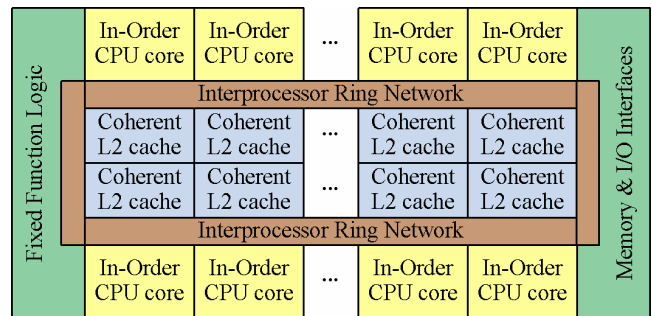 Fixed Function Logic
In-Order
CPU core
In-Order
CPU core
...
In-Order
CPU core
In-Order
CPU core
Interprocessor Ring Network
Coherent
L2 cache
Coherent
L2 cache
...
Coherent
L2 cache
Coherent
L2 cache
Coherent
L2 cache
Coherent
L2 cache
...
Coherent
L2 cache
Coherent
L2 cache
Interprocessor Ring Network
In-Order
CPU core
In-Order
CPU core
...
In-Order
CPU core
In-Order
CPU core
Memory & I/O Interfaces